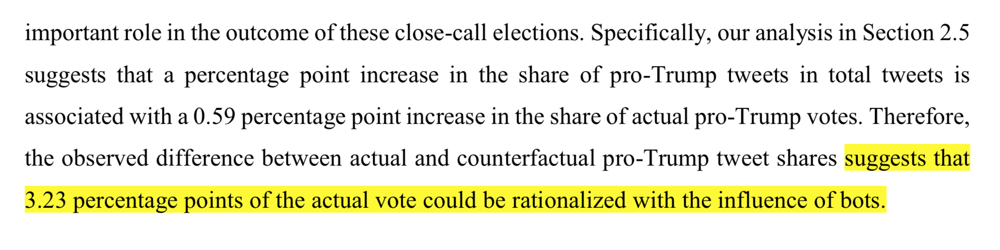 important role in the outcome of these close-call elections. Specifically, our analysis in Section 2.5
suggests that a percentage point increase in the share of pro-Trump tweets in total tweets is
associated with a 0.59 percentage point increase in the share of actual pro-Trump votes. Therefore,
the observed difference between actual and counterfactual pro-Trump tweet shares suggests that
3.23 percentage points of the actual vote could be rationalized with the influence of bots.